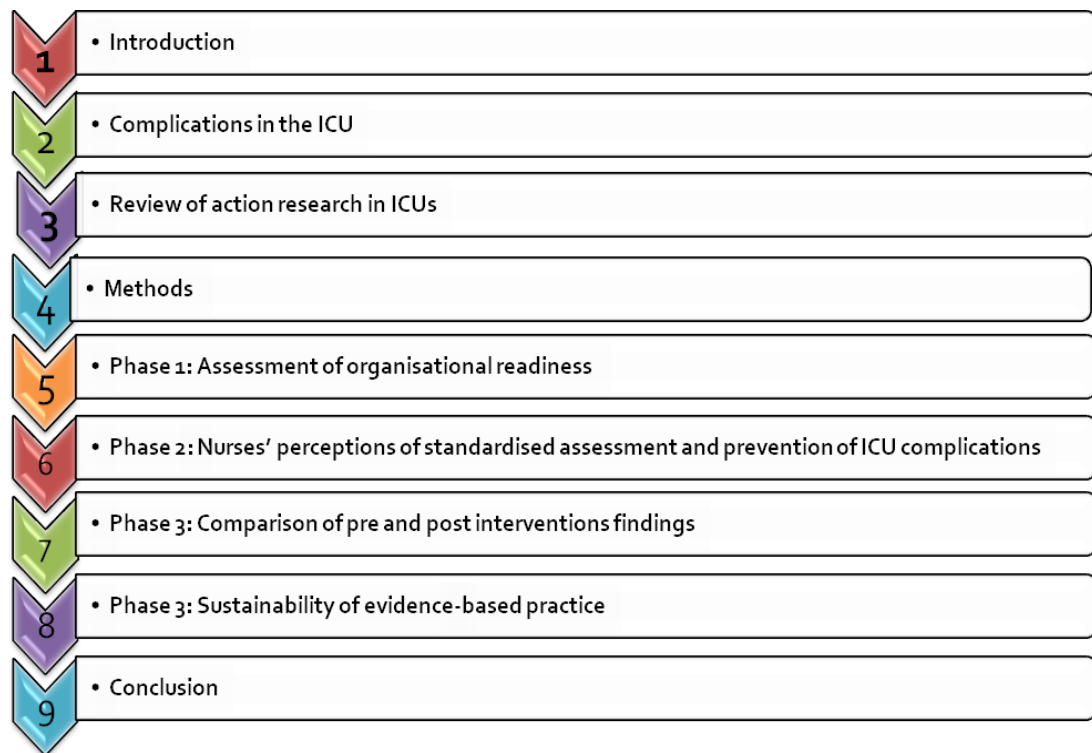 1
• Introduction
2
• Complications in the ICU
3
• Review of action research in ICUs
4
• Methods
5
• Phase 1: Assessment of organisational readiness
6
• Phase 2: Nurses’ perceptions of standardised assessment and prevention of ICU complications
7
• Phase 3: Comparison of pre and post interventions findings
8
• Phase 3: Sustainability of evidence-based practice
9
• Conclusion